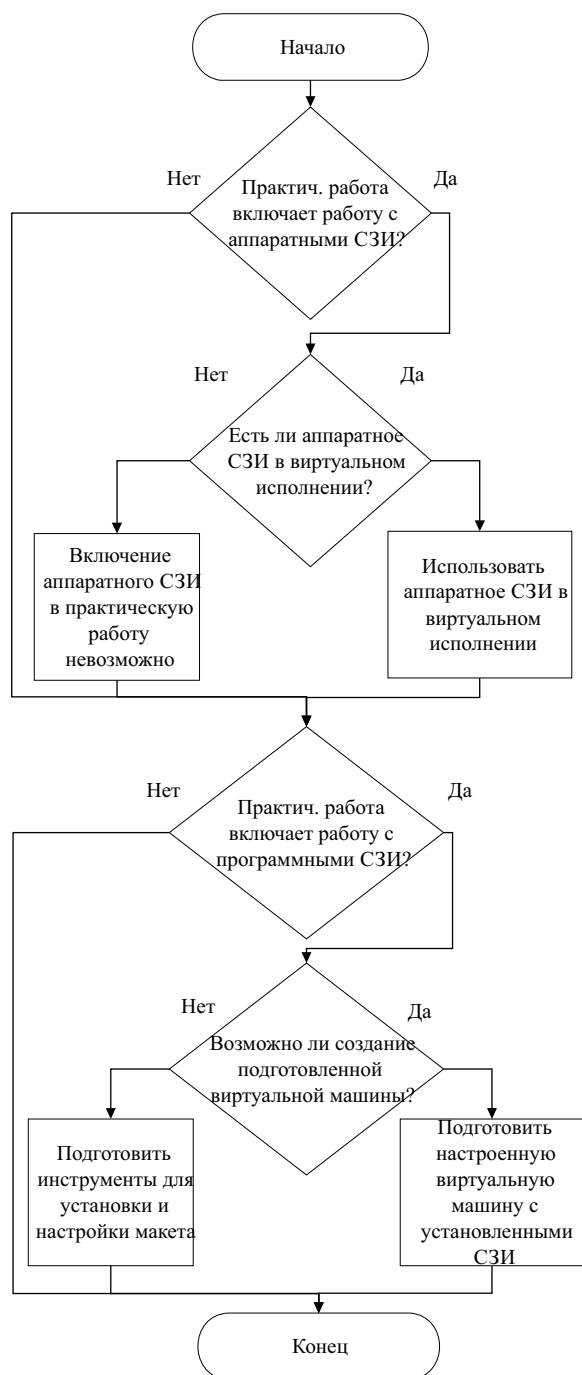 Начало
Нет
Да
Практич. работа
включает работу с
аппаратными СЗИ?
Нет
Да
Есть ли аппаратное
СЗИ в виртуальном
исполнении?
Включение
аппаратного СЗИ
в практическую
работу
невозможно
Использовать
аппаратное СЗИ в
виртуальном
исполнении
Нет
Да
Практич. работа
включает работу с
программными СЗИ?
Нет
Да
Возможно ли создание
подготовленной
виртуальной машины?
Подготовить
инструменты для
установки и
настройки макета
Подготовить
настроенную
виртуальную
машину с
установленными
СЗИ
Конец